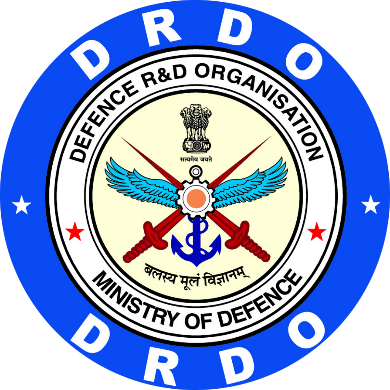 DRDO
DEFENCE R&D ORGANISATION
सत्यमेव जयते
बलस्य मूलं विज्ञानम्
MINISTRY OF DEFENCE
DRDO